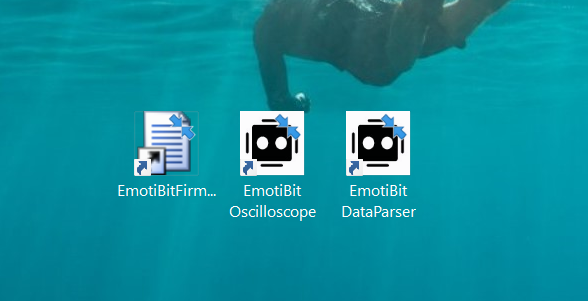 EmotiBitFirm...
EmotiBit
Oscilloscope
EmotiBit
DataParser